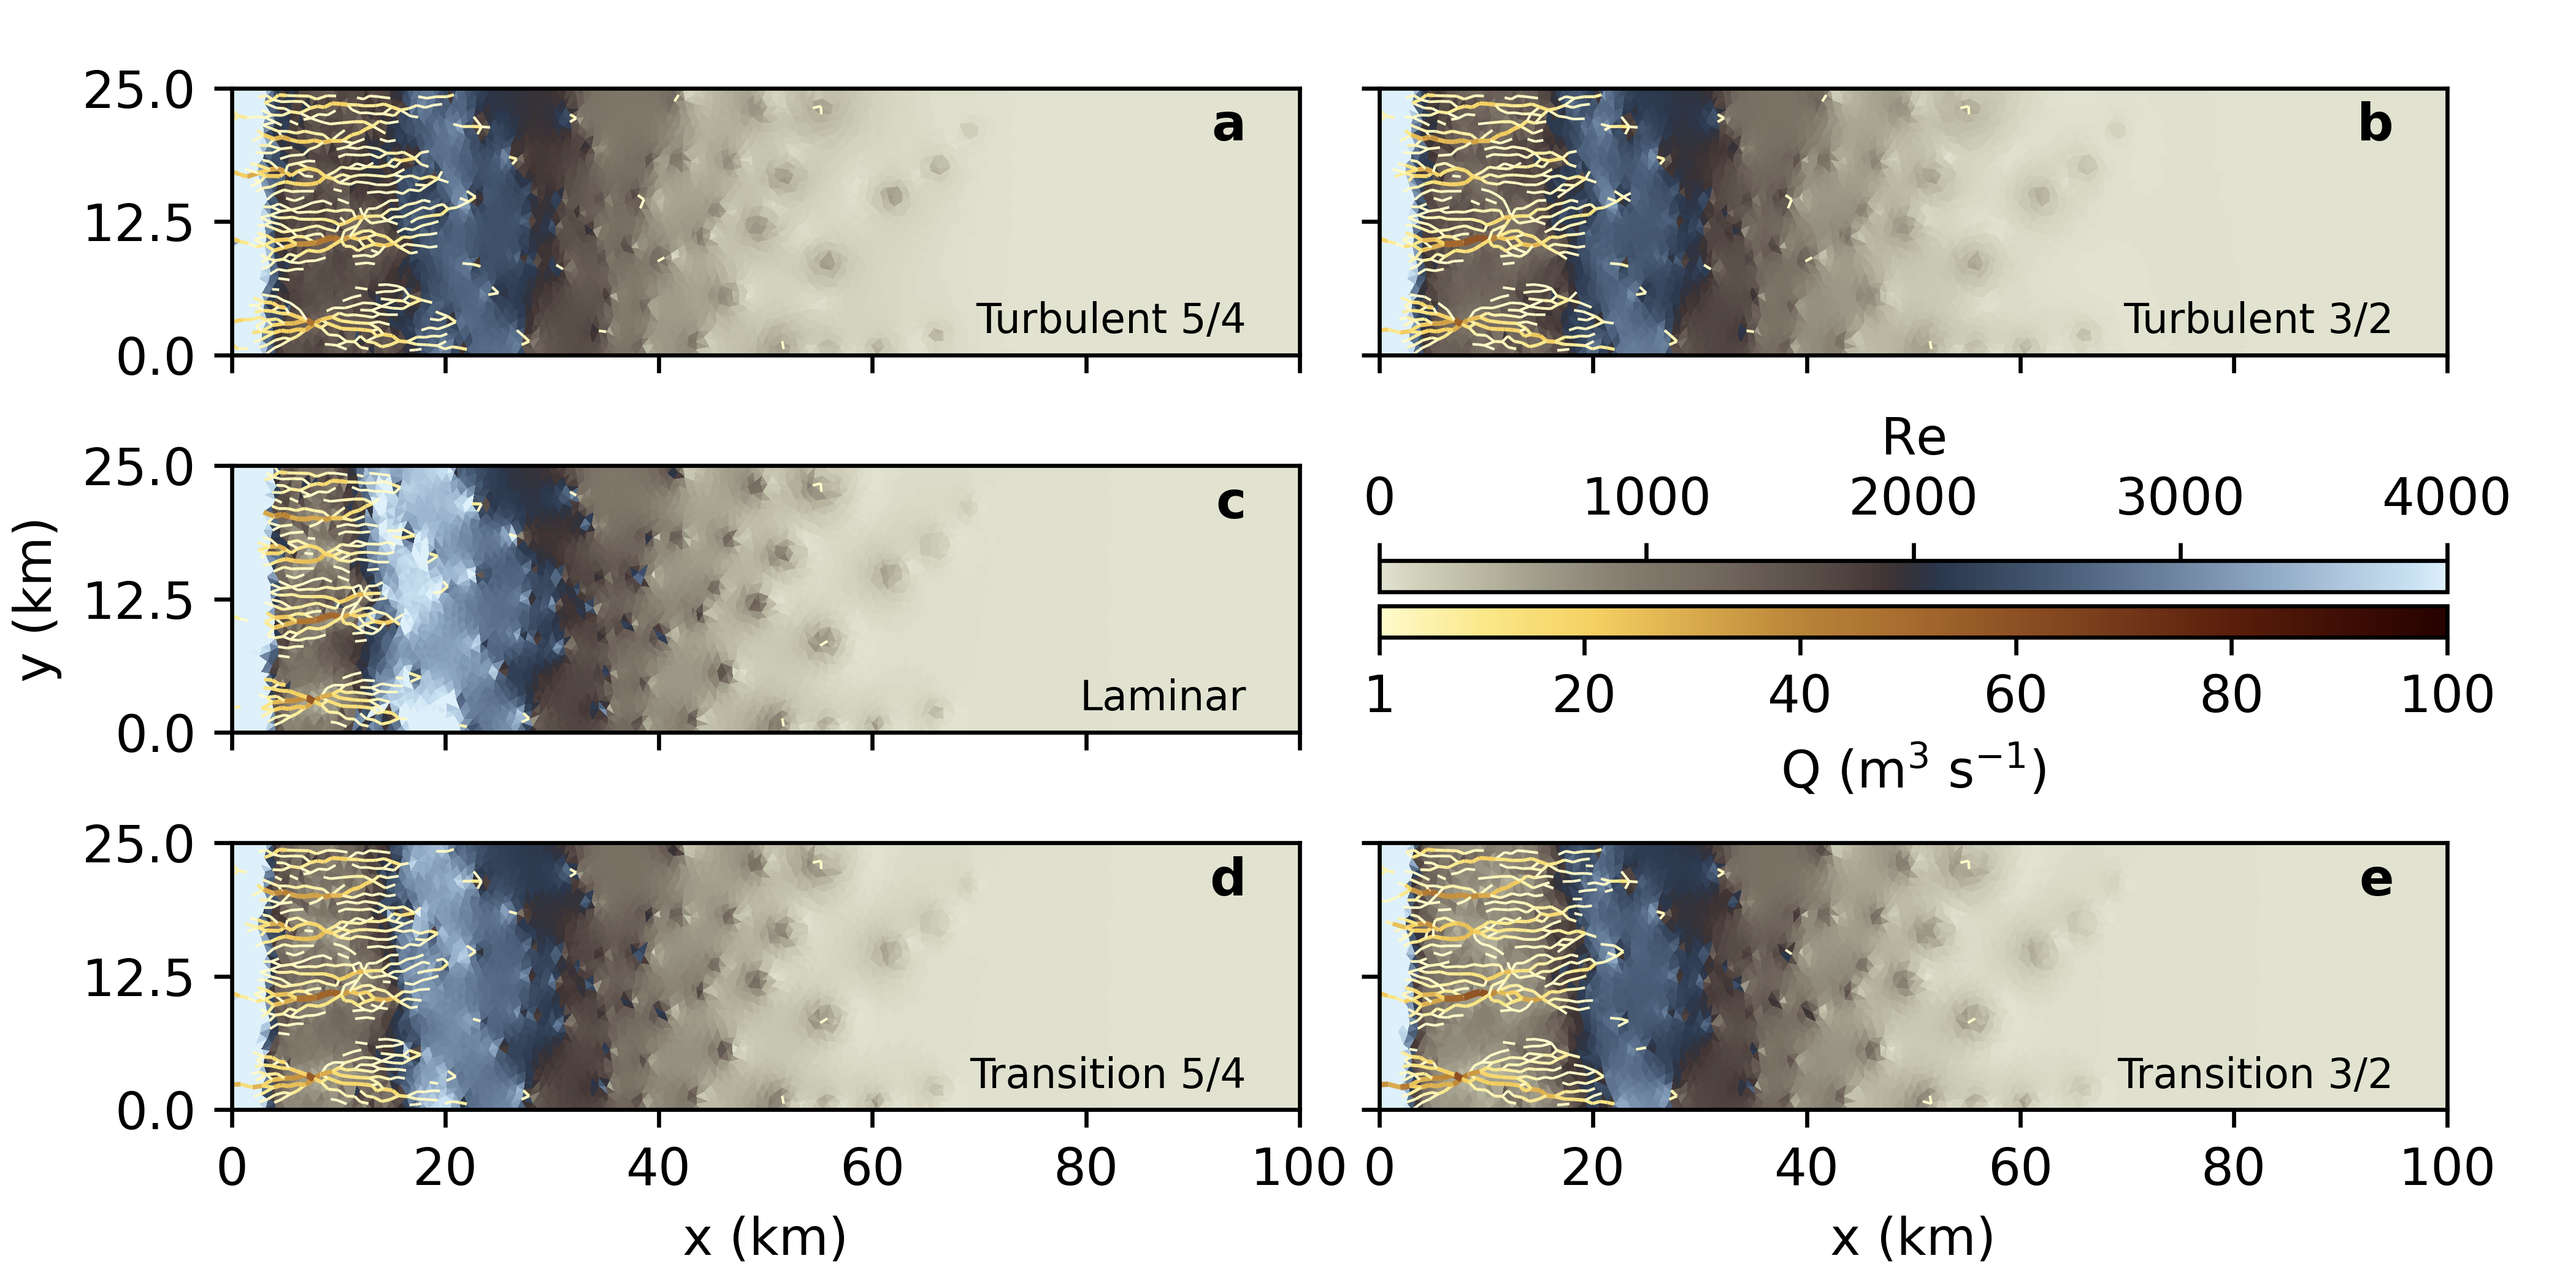 25.0
12.5
0.0
a
Turbulent 5/4
b
Turbulent 3/2
y (km)
25.0
12.5
0.0
c
Laminar
Re
0 1000 2000 3000 4000
1 20 40 60 80 100
Q (m³ s⁻¹)
25.0
12.5
0.0
d
Transition 5/4
e
Transition 3/2
0 20 40 60 80 100
0 20 40 60 80 100
x (km)
x (km)